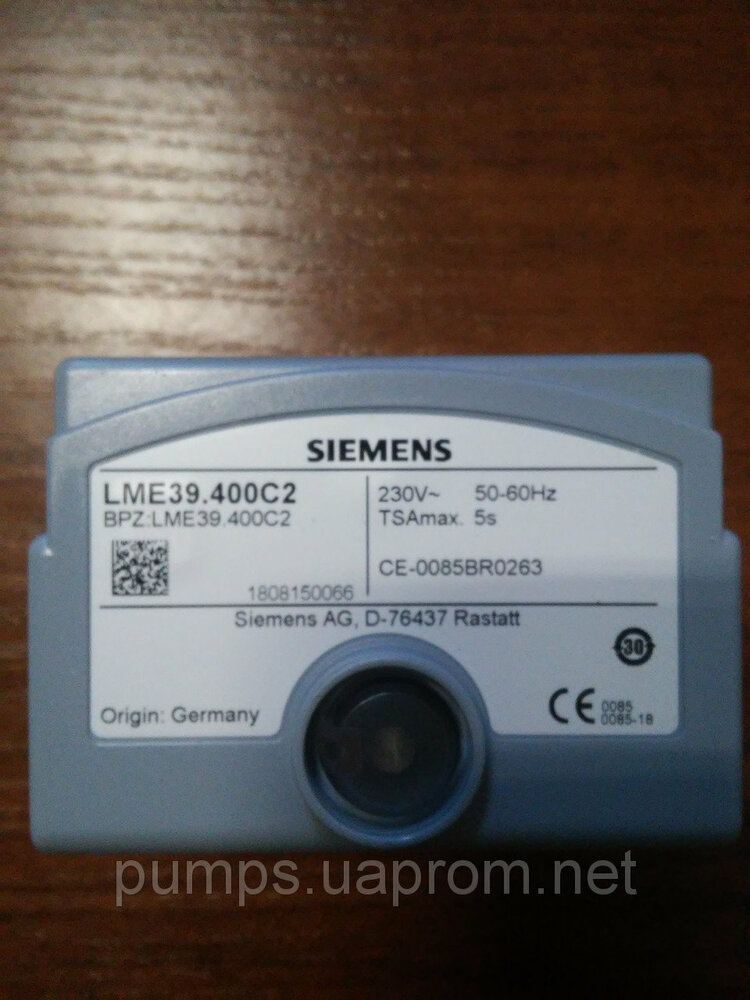 SIEMENS
LME39.400C2
BPZ:LME39.400C2
1808150066
230V~ 50-60Hz
TSAmax. 5s
CE-0085BR0263
Siemens AG, D-76437 Rastatt
30
Origin: Germany
CE 0085
0085-18
pumps.uaprom.net